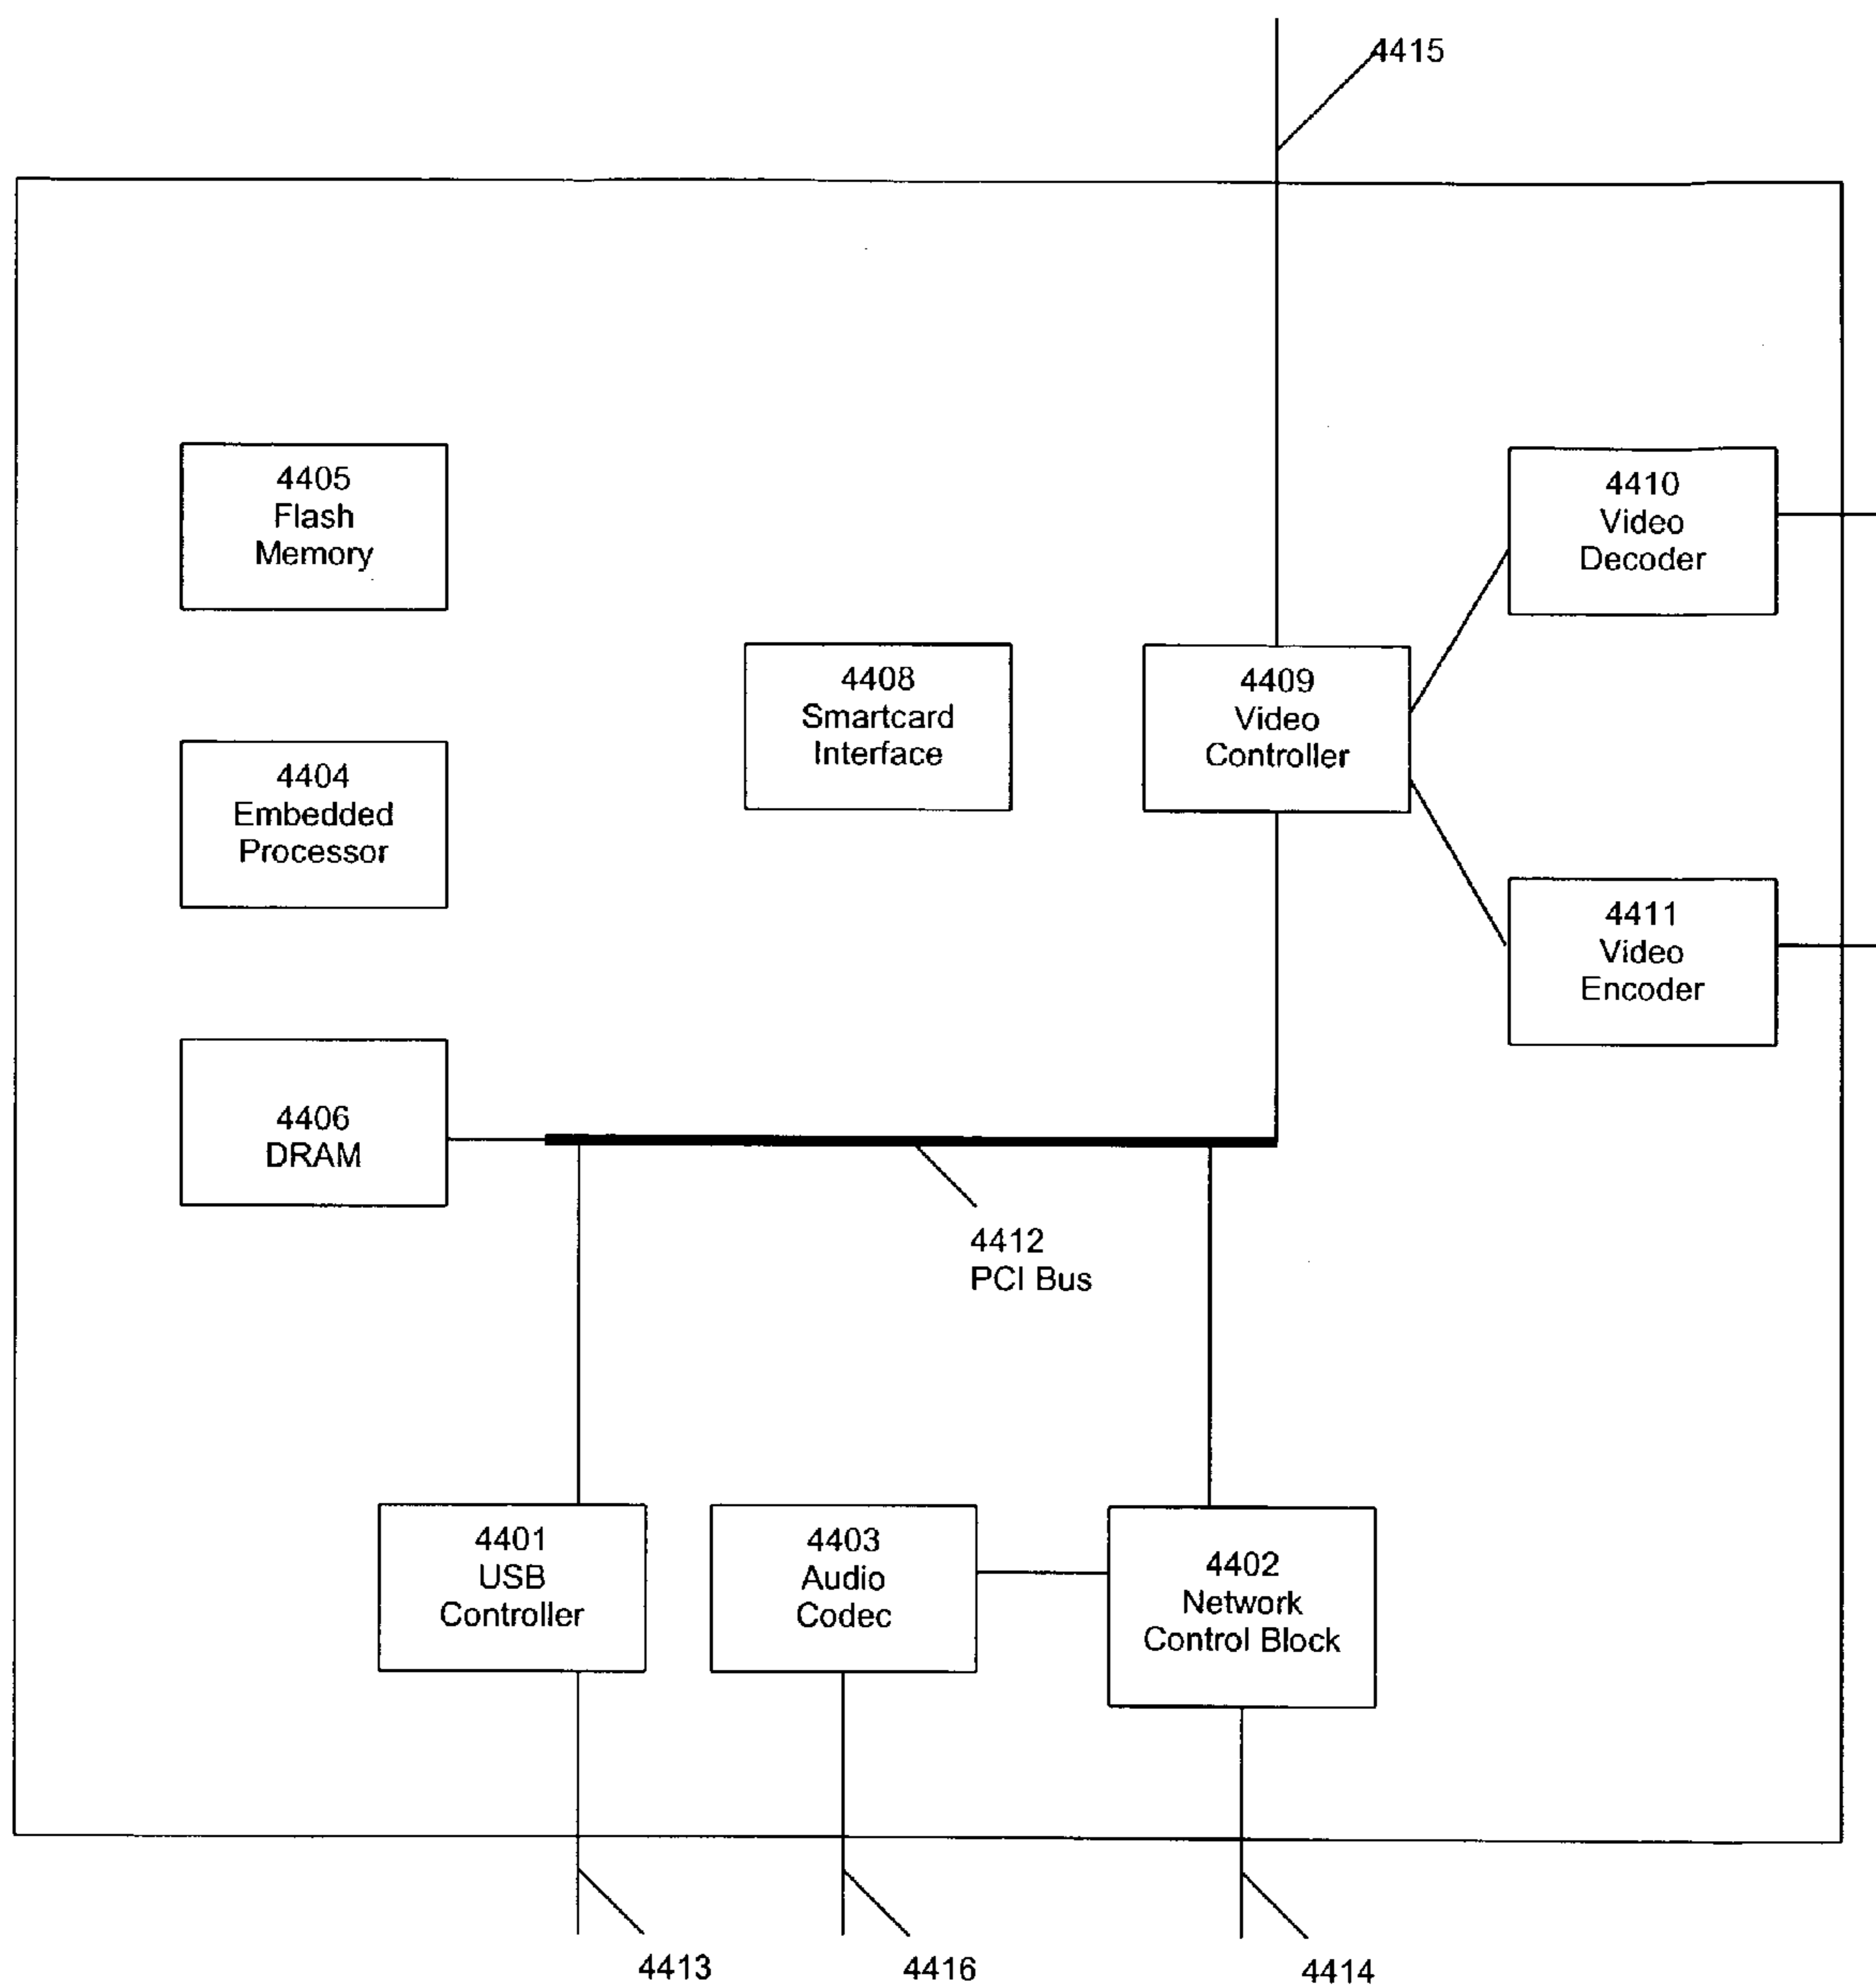 4415
4405
Flash
Memory
4410
Video
Decoder
4408
Smartcard
Interface
4409
Video
Controller
4404
Embedded
Processor
4411
Video
Encoder
4406
DRAM
4412
PCI Bus
4401
USB
Controller
4403
Audio
Codec
4402
Network
Control Block
4413
4416
4414